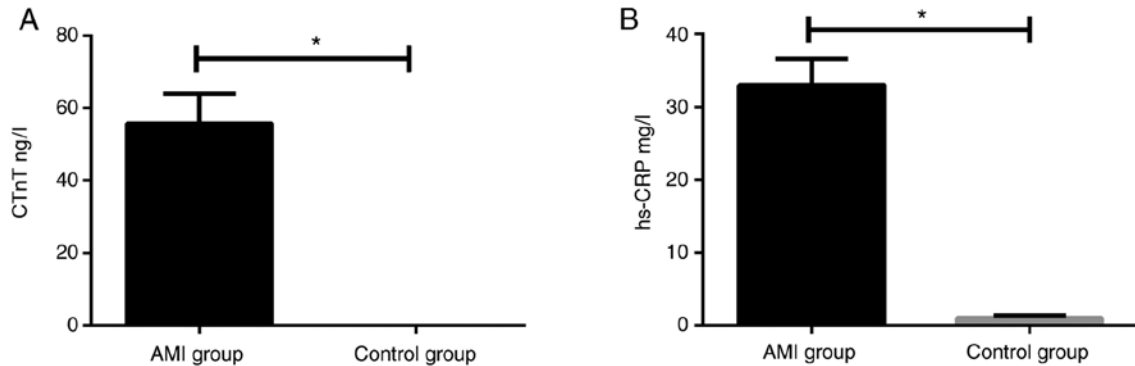 A
CTnT ng/l
80
60
40
20
0
*
AMI group
Control group
B
hs-CRP mg/l
40
30
20
10
0
*
AMI group
Control group